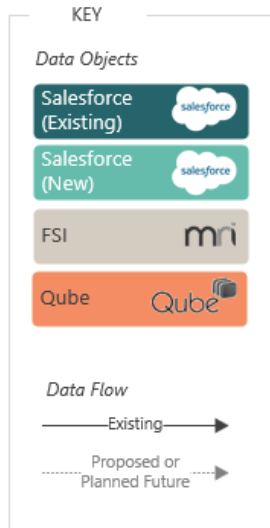 KEY
Data Objects
Salesforce
(Existing)
salesforce
Salesforce
(New)
salesforce
FSI
mri
Qube
Qube
Data Flow
Existing
Proposed or
Planned Future